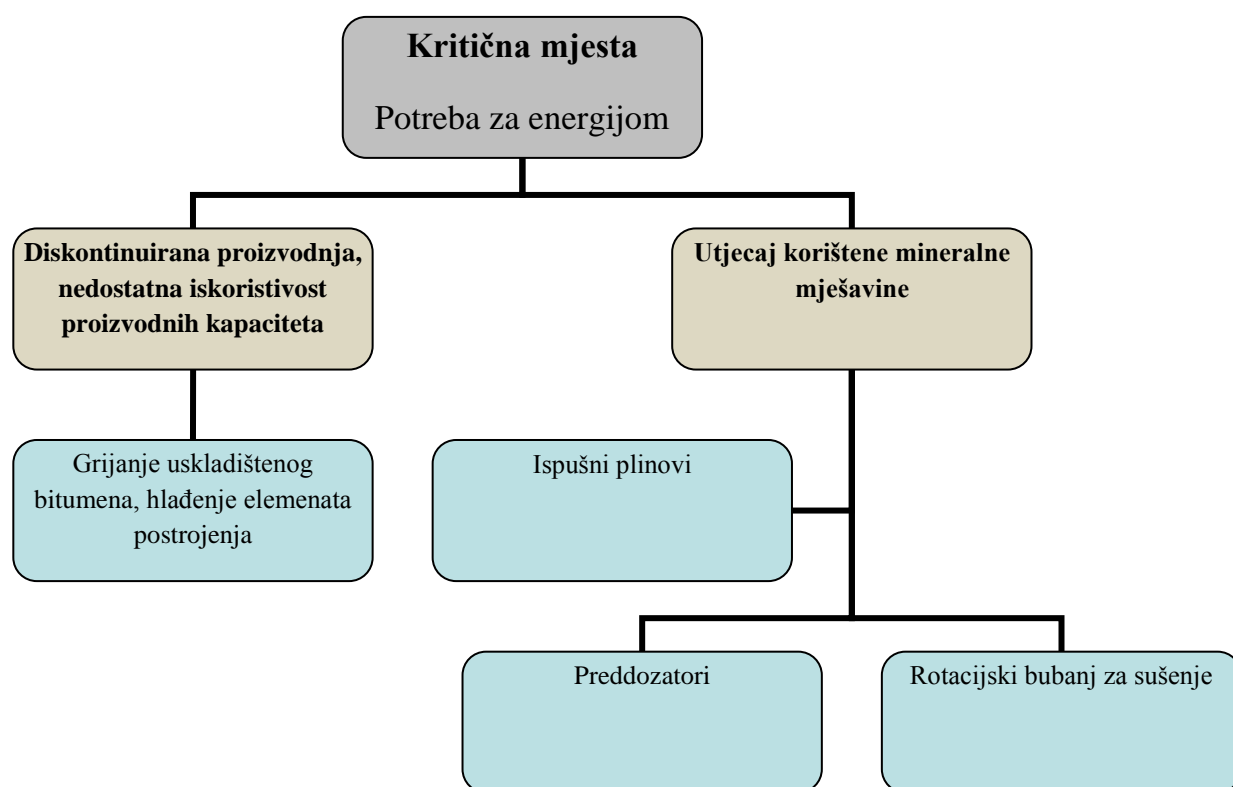 Kritična mjesta
Potreba za energijom
Diskontinuirana proizvodnja,
nedostatna iskoristivost
proizvodnih kapaciteta
Utjecaj korištene mineralne
mješavine
Grijanje uskladištenog
bitumena, hlađenje elemenata
postrojenja
Ispušni plinovi
Preddozatori
Rotacijski bubanj za sušenje